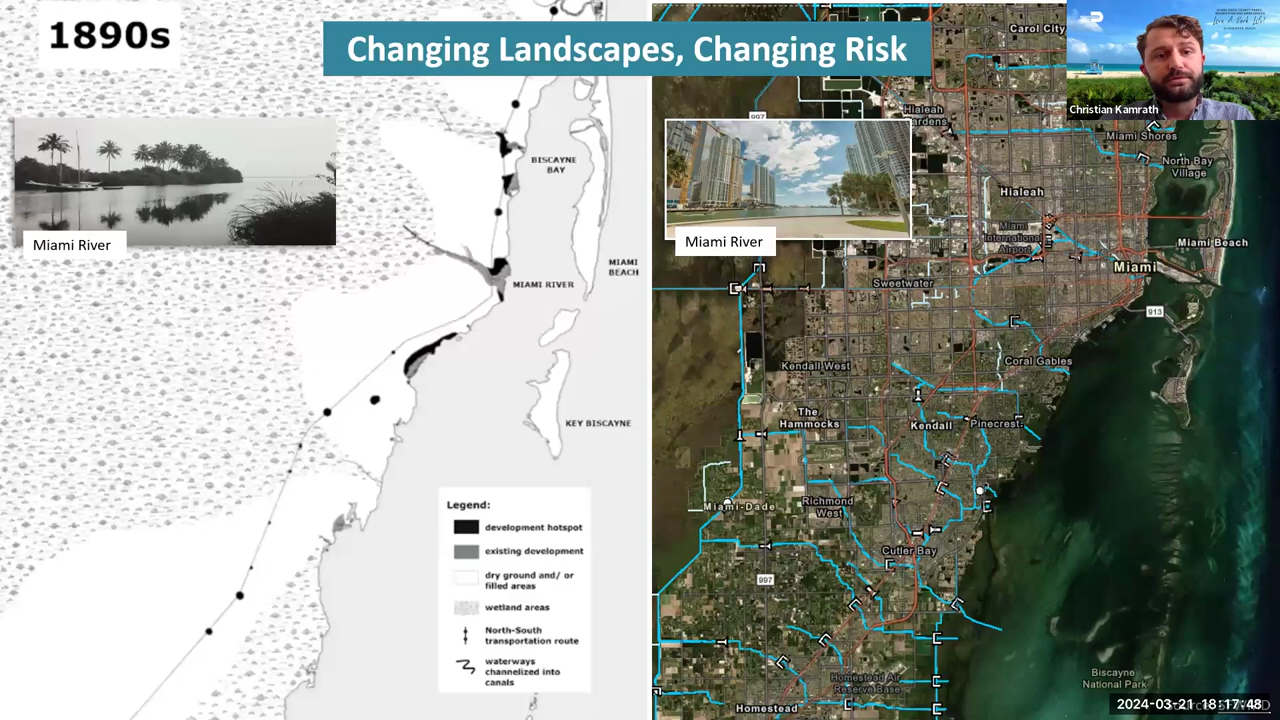 1890s
Changing Landscapes, Changing Risk
Miami River
BISCAYNE
BAY
MIAMI
BEACH
MIAMI RIVER
KEY BISCAYNE
Legend:
development hotspot
existing development
dry ground and/ or
filled areas
wetland areas
North-South
transportation route
waterways
channelized into
canals
Carol City
997
Hialeah
Gardens
Miami River
Miami Shores
North Bay
Village
Hialeah
Miami
International
Airport
Miami Beach
Miami
Sweetwater
913
Coral Gables
Kendall West
The
Hammocks
Kendall
Pinecrest
Richmond
West
Miami-Dade
Cutler Bay
997
Homestead Air
Reserve Base
Homestead
Biscayne
National Park
Christian Kamrath
2024-03-21 18:17:48